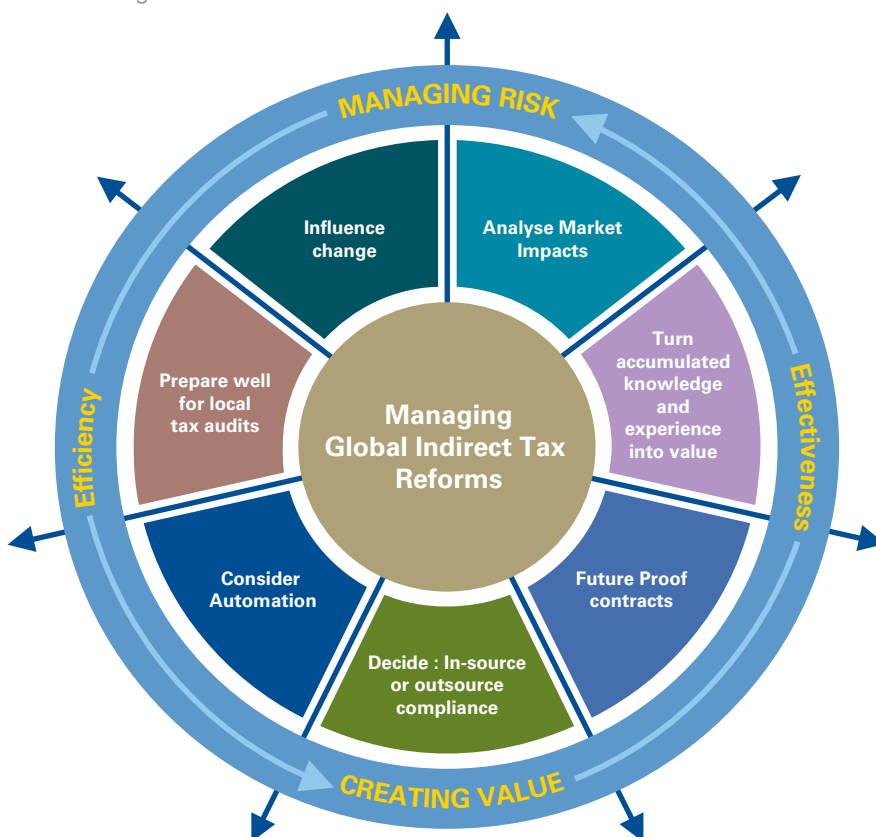 MANAGING RISK
Influence
change
Analyse Market
Impacts
Turn
accumulated
knowledge
and
experience
into value
Prepare well
for local
tax audits
Managing
Global Indirect Tax
Reforms
Efficiency
Effectiveness
Consider
Automation
Future Proof
contracts
Decide : In-source
or outsource
compliance
CREATING VALUE